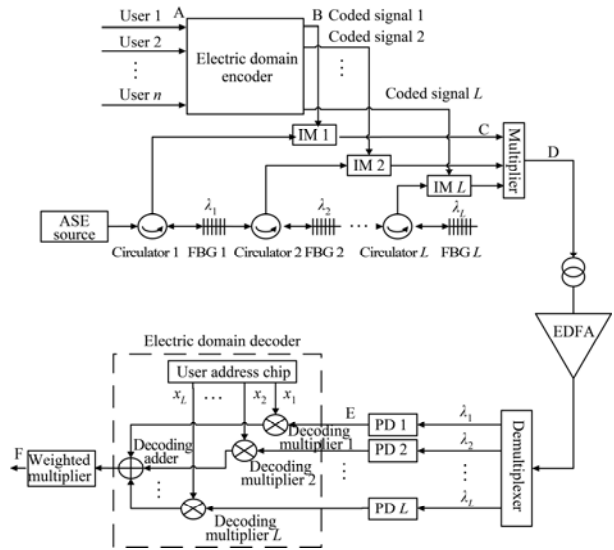 User 1
A
B
Coded signal 1
User 2
Coded signal 2
Electric domain
encoder
User n
Coded signal L
IM 1
C
IM 2
IM L
Multiplier
D
ASE
source
λ1
λ2
λL
Circulator 1
FBG 1
Circulator 2
FBG 2
Circulator L
FBG L
EDFA
Electric domain decoder
User address chip
xL
...
x2
x1
E
PD 1
λ1
Decoding
multiplier 1
PD 2
λ2
Decoding
multiplier 2
Decoding
adder
F
Weighted
multiplier
Demultiplexer
PD L
λL
Decoding
multiplier L